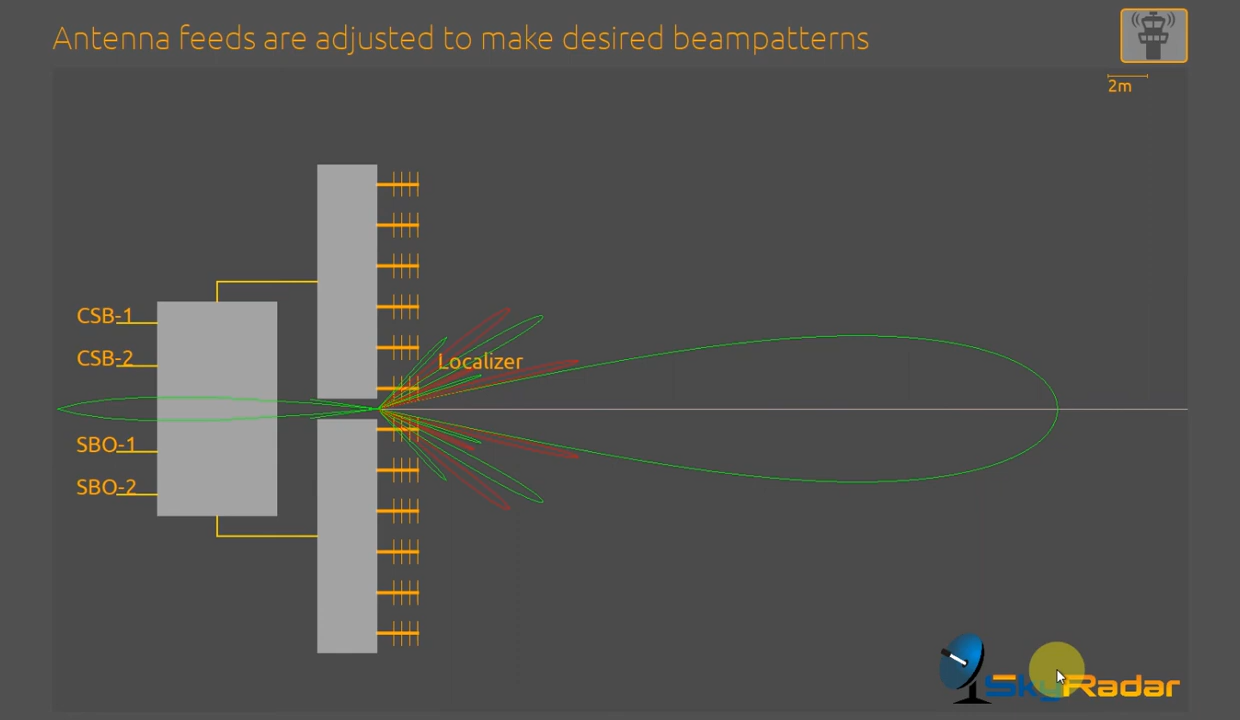 Antenna feeds are adjusted to make desired beampatterns
2m
CSB-1
CSB-2
Localizer
SBO-1
SBO-2
SkyRadar